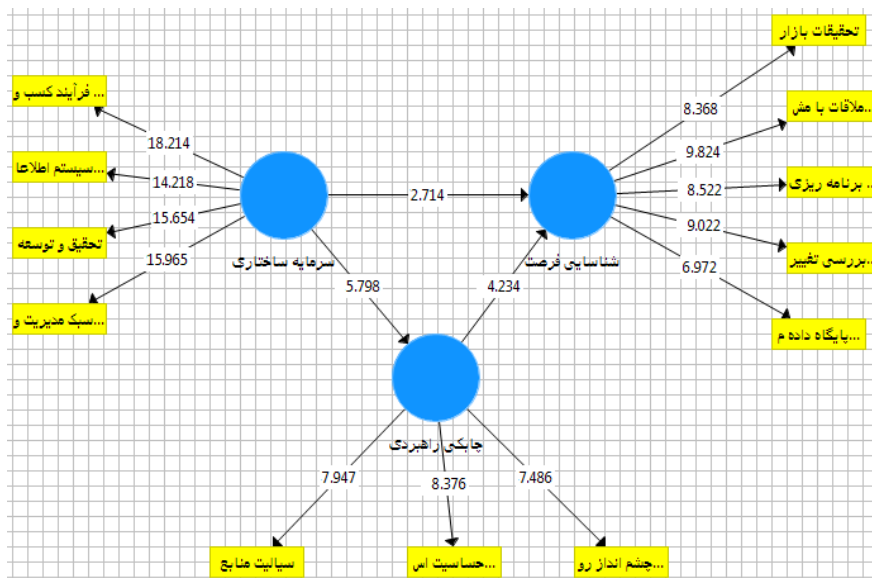 تحقیقات بازار
فرآیند کسب و ...
8.368
ملاقات با مش...
18.214
9.824
سیستم اطلاعا...
14.218
برنامه ریزی ...
8.522
2.714
15.654
9.022
تحقیق و توسعه
15.965
بررسی تغییر...
سرمایه ساختاری
شناسایی فرصت
6.972
5.798
4.234
سبک مدیریت و...
پایگاه داده م...
چابکی راهبردی
7.947
8.376
7.486
سیالیت منابع
حساسیت اس...
چشم انداز رو...